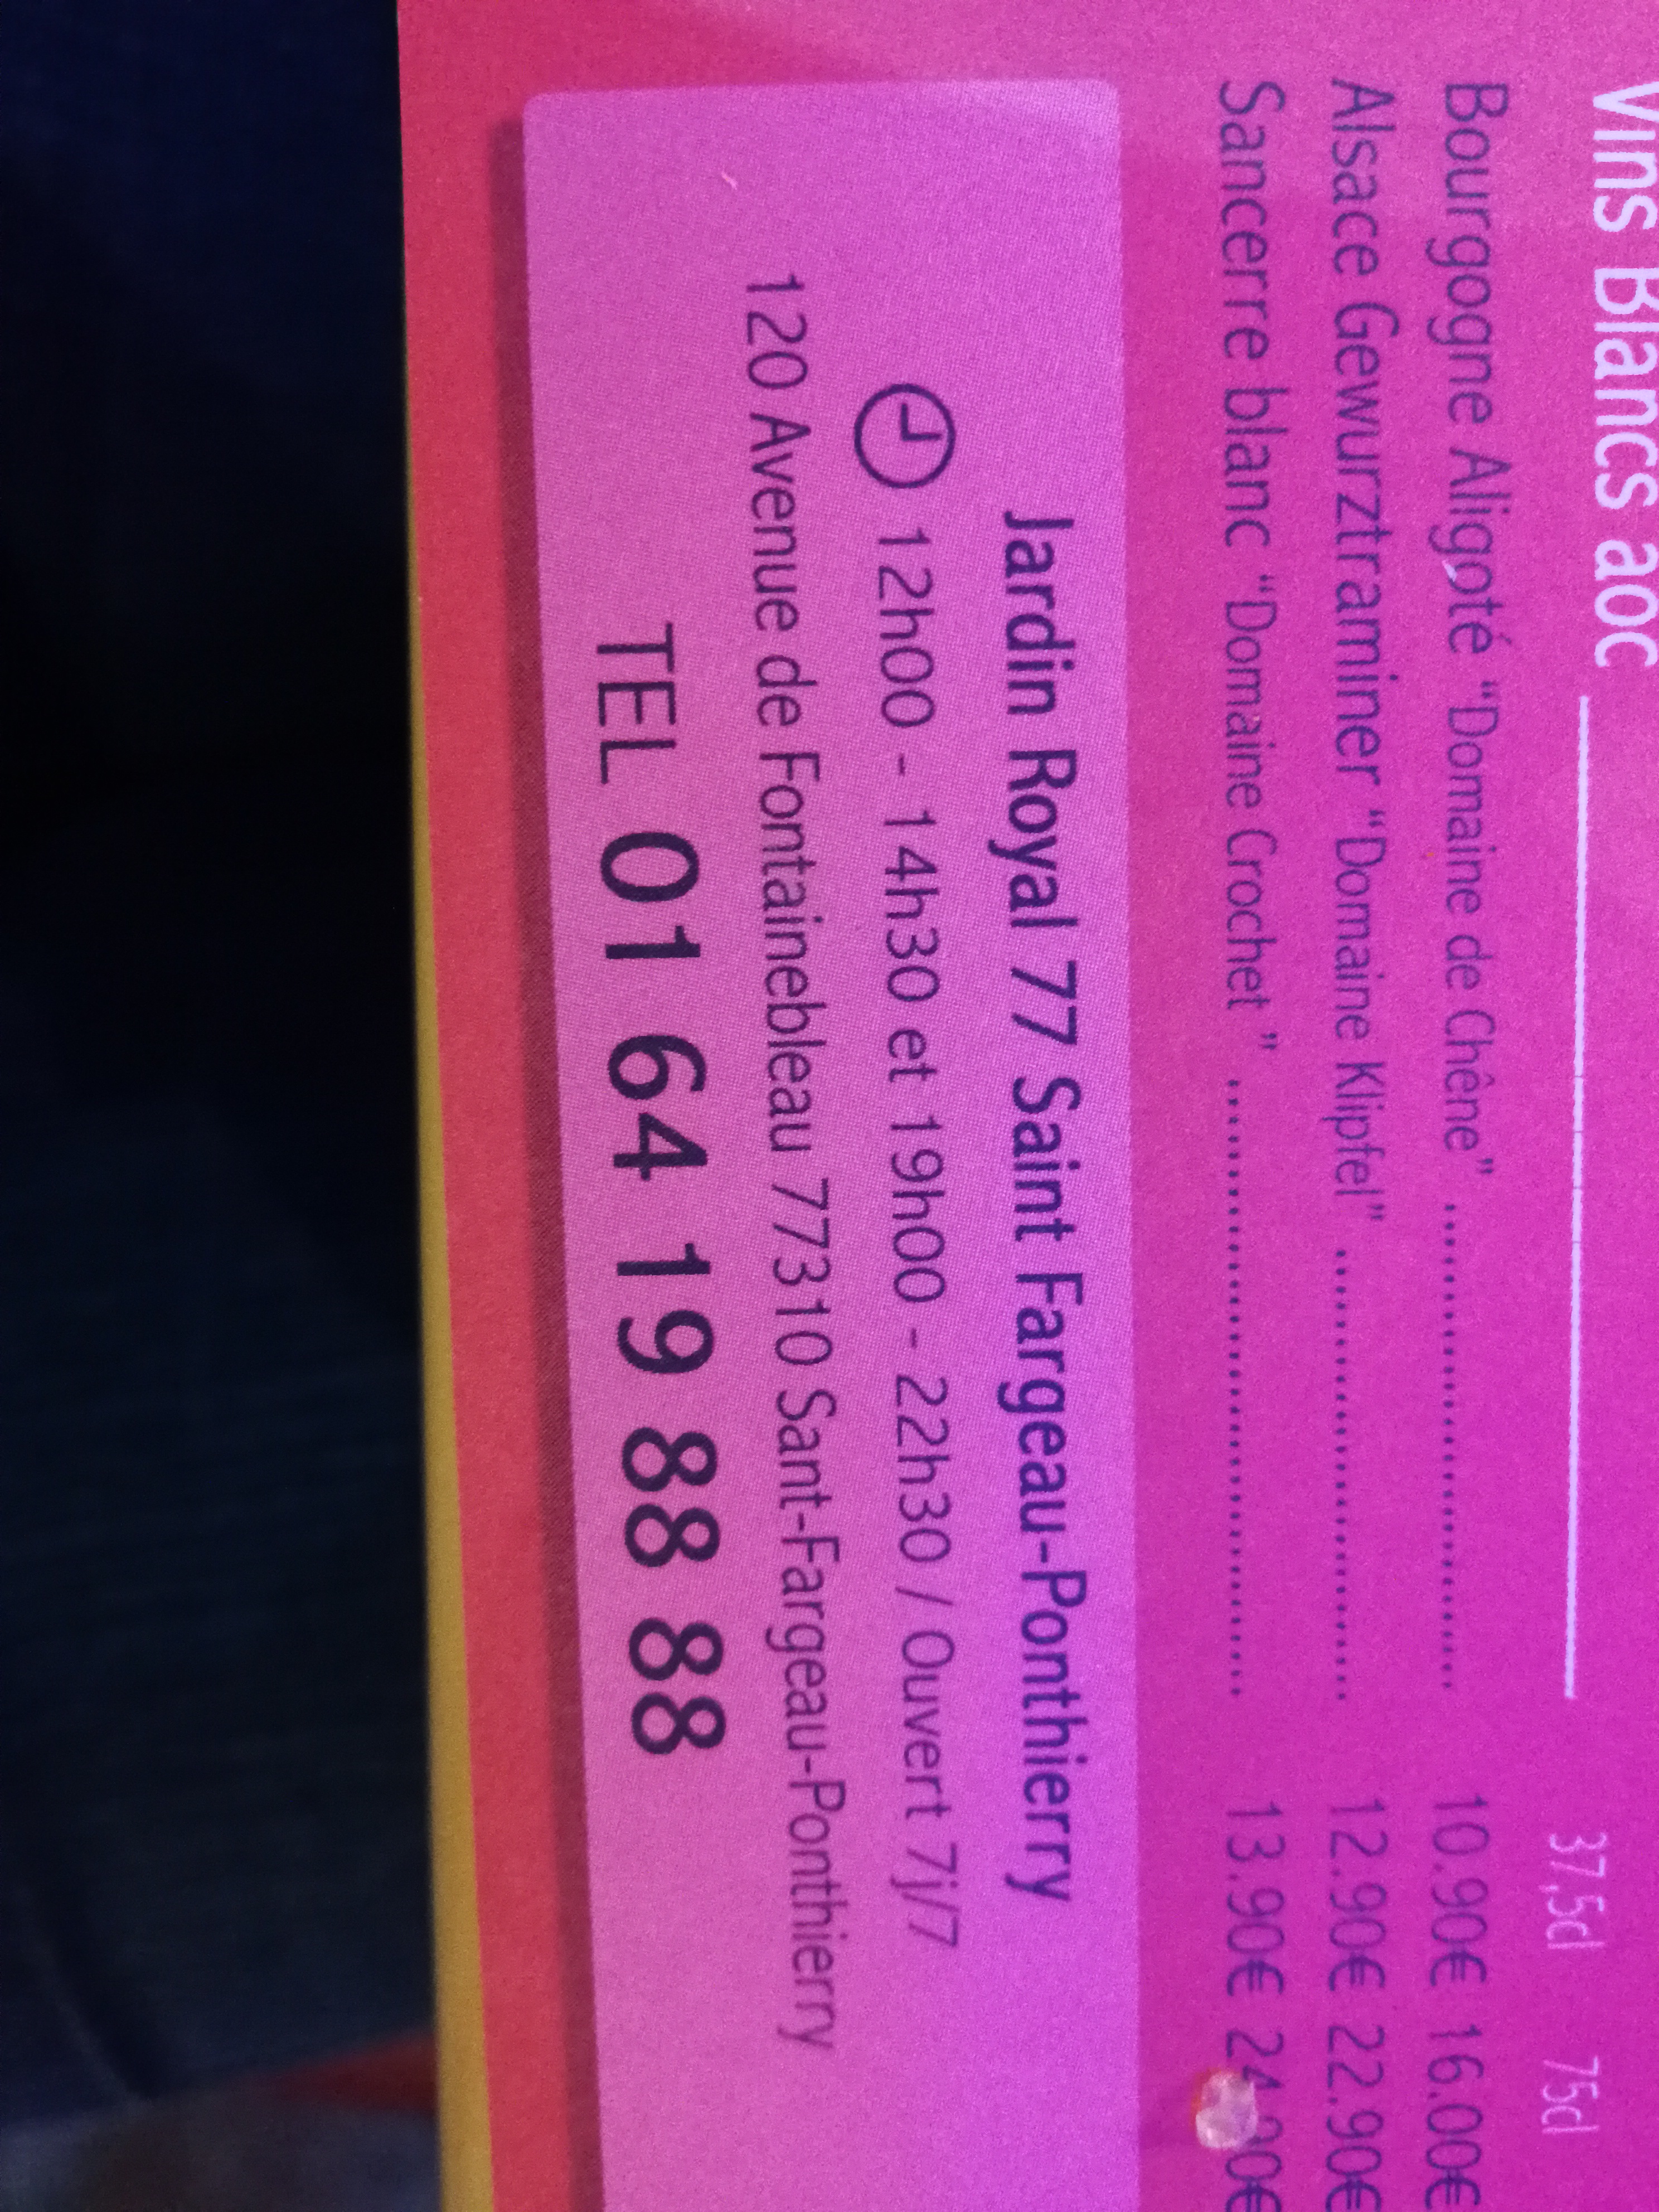 Vins Blancs aoc 37,5cl 75cl
Bourgogne Aligoté "Domaine de Chêne" 10.90€ 16.00€
Alsace Gewurztraminer "Domaine Klipfel" 12.90€ 22.90€
Sancerre blanc "Domaine Crochet" 13.90€
Jardin Royal 77 Saint Fargeau-Ponthierry
12h00 - 14h30 et 19h00 - 22h30 / Ouvert 7j/7
120 Avenue de Fontainebleau 77310 Sant-Fargeau-Ponthierry
TEL 01 64 19 88 88